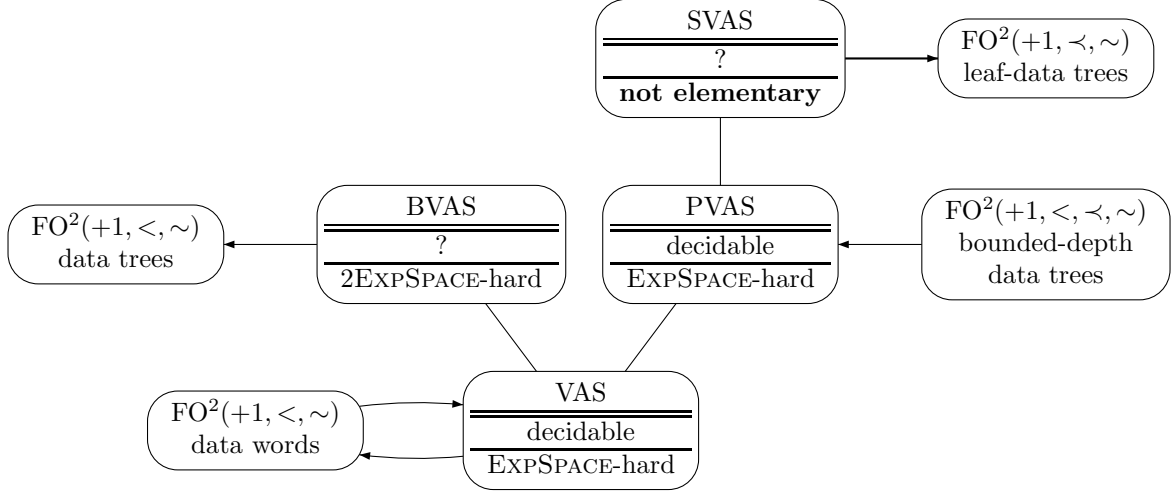 SVAS
?
not elementary
FO²(+1, ≺, ∼)
leaf-data trees
FO²(+1, <, ∼)
data trees
BVAS
?
2EXPSPACE-hard
PVAS
decidable
EXPSPACE-hard
FO²(+1, <, ≺, ∼)
bounded-depth
data trees
FO²(+1, <, ∼)
data words
VAS
decidable
EXPSPACE-hard